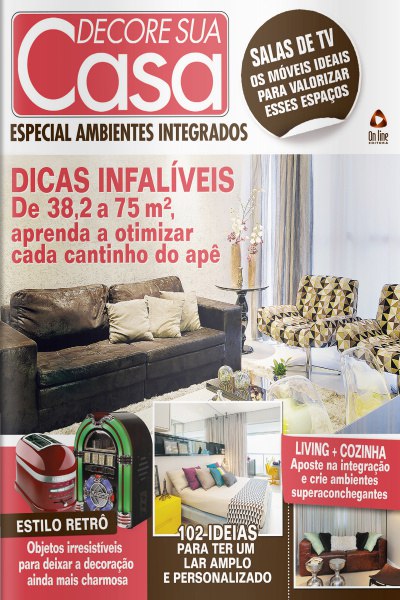 DECORE SUA
Casa
ESPECIAL AMBIENTES INTEGRADOS
SALAS DE TV
OS MÓVEIS IDEAIS
PARA VALORIZAR
ESSES ESPAÇOS
On line
EDITORA
DICAS INFALÍVEIS
De 38,2 a 75 m²,
aprenda a otimizar
cada cantinho do apê
ESTILO RETRÔ
Objetos irresistíveis
para deixar a decoração
ainda mais charmosa
102 IDEIAS
PARA TER UM
LAR AMPLO
E PERSONALIZADO
LIVING + COZINHA
Aposte na integração
e crie ambientes
superaconchegantes